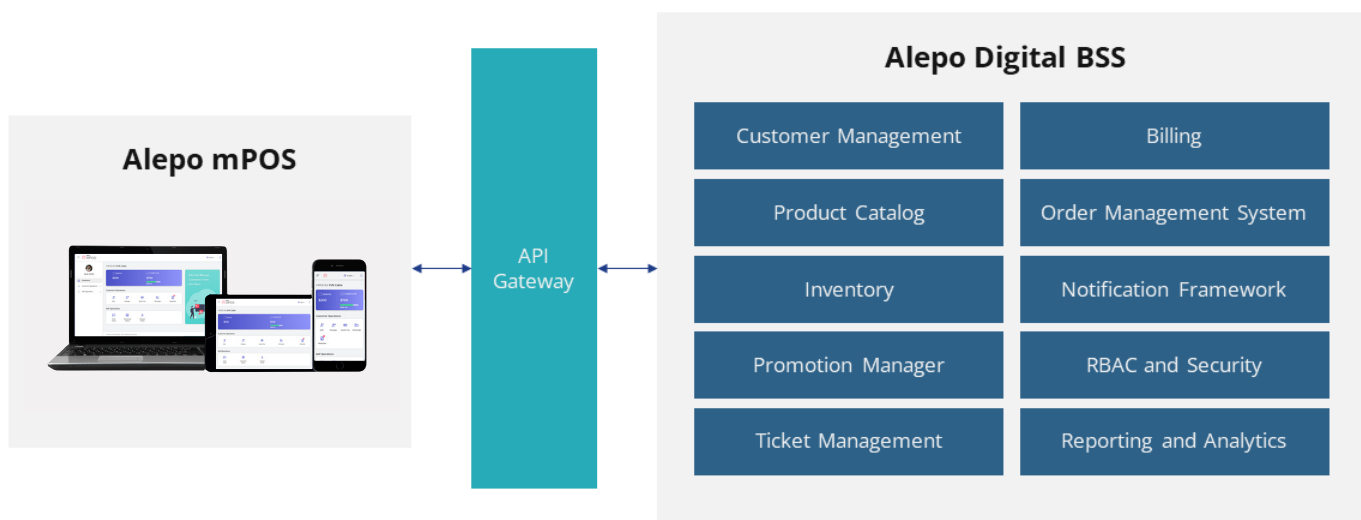 Alepo mPOS
API
Gateway
Alepo Digital BSS
Customer Management
Billing
Product Catalog
Order Management System
Inventory
Notification Framework
Promotion Manager
RBAC and Security
Ticket Management
Reporting and Analytics